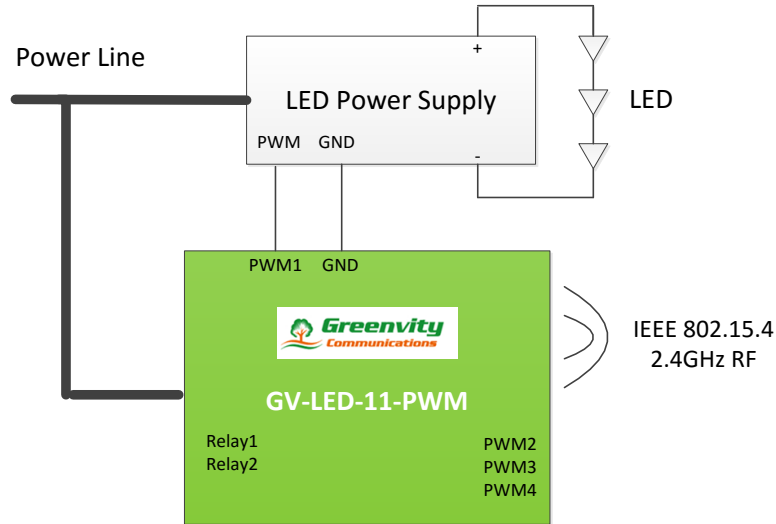 +
Power Line
LED Power Supply
LED
PWM GND
-
PWM1 GND
Greenvity
Communications
IEEE 802.15.4
2.4GHz RF
GV-LED-11-PWM
Relay1
Relay2
PWM2
PWM3
PWM4